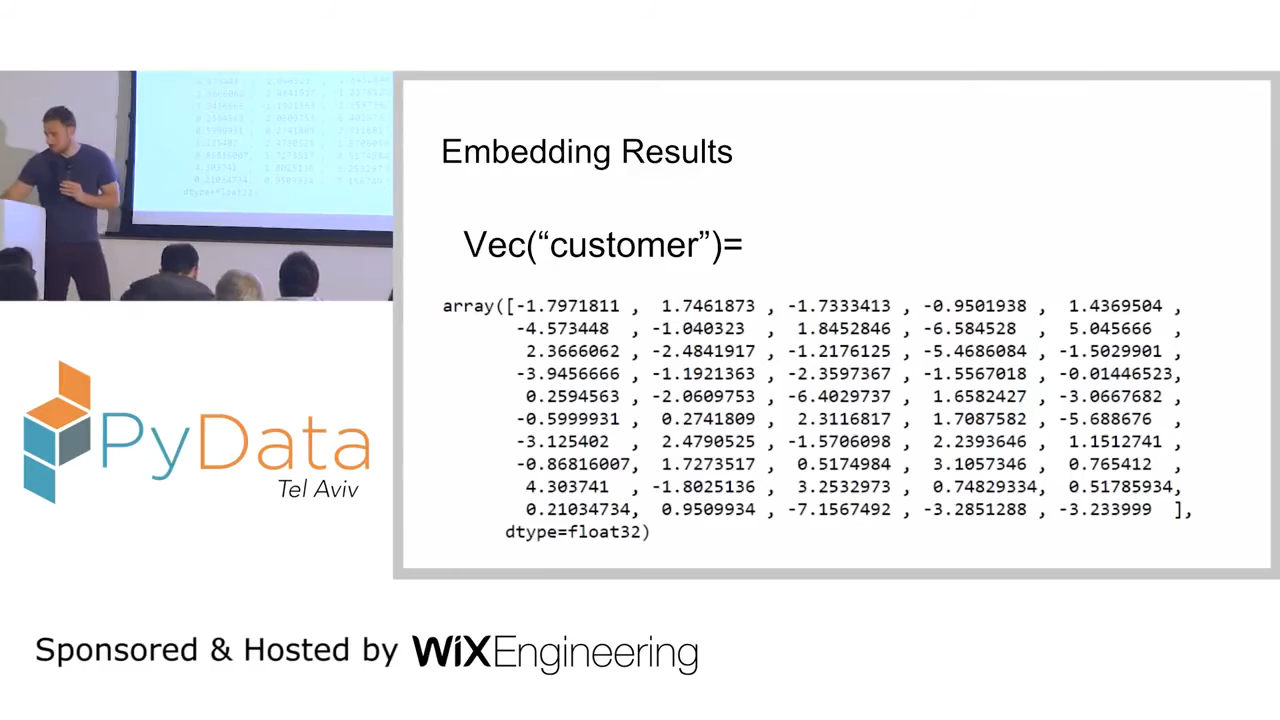 Embedding Results
Vec(“customer”)=
array([-1.7971811 , 1.7461873 , -1.7333413 , -0.9501938 , 1.4369504 ,
-4.573448 , -1.040323 , 1.8452846 , -6.584528 , 5.045666 ,
2.3666062 , -2.4841917 , -1.2176125 , -5.4686084 , -1.5029901 ,
-3.9456666 , -1.1921363 , -2.3597367 , -1.5567018 , -0.01446523,
0.2594563 , -2.0609753 , -6.4029737 , 1.6582427 , -3.0667682 ,
-0.5999931 , 0.2741809 , 2.3116817 , 1.7087582 , -5.688676 ,
-3.125402 , 2.4790525 , -1.5706098 , 2.2393646 , 1.1512741 ,
-0.86816007, 1.7273517 , 0.5174984 , 3.1057346 , 0.765412 ,
4.303741 , -1.8025136 , 3.2532973 , 0.74829334, 0.51785934,
0.21034734, 0.9509934 , -7.1567492 , -3.2851288 , -3.233999 ],
dtype=float32)
PyData
Tel Aviv
Sponsored & Hosted by WiXEngineering